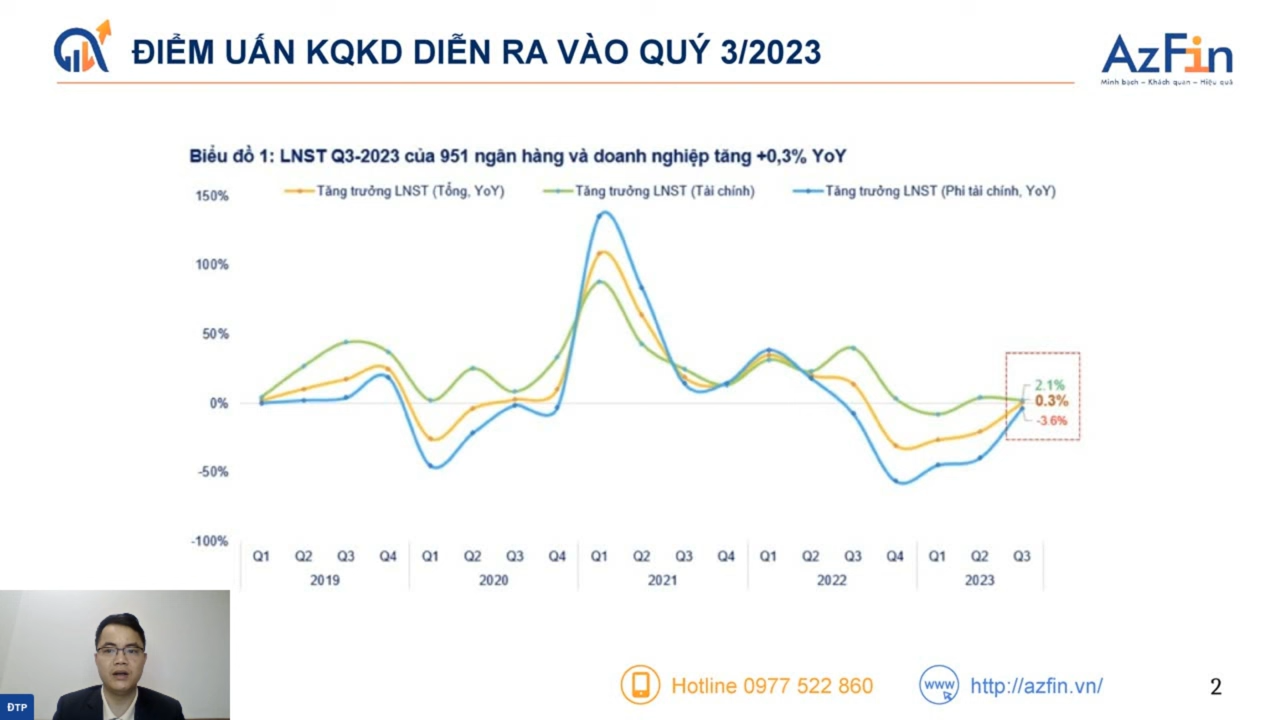 ĐIỂM UẤN KQKD DIỄN RA VÀO QUÝ 3/2023
AzFin
Minh bạch – Khách quan – Hiệu quả
Biểu đồ 1: LNST Q3-2023 của 951 ngân hàng và doanh nghiệp tăng +0,3% YoY
Tăng trưởng LNST (Tổng, YoY) Tăng trưởng LNST (Tài chính) Tăng trưởng LNST (Phi tài chính, YoY)
150%
100%
50%
0%
-50%
-100%
2.1%
0.3%
-3.6%
Q1 Q2 Q3 Q4 Q1 Q2 Q3 Q4 Q1 Q2 Q3 Q4 Q1 Q2 Q3 Q4 Q1 Q2 Q3
2019 2020 2021 2022 2023
ĐTP
Hotline 0977 522 860
www
http://azfin.vn/
2